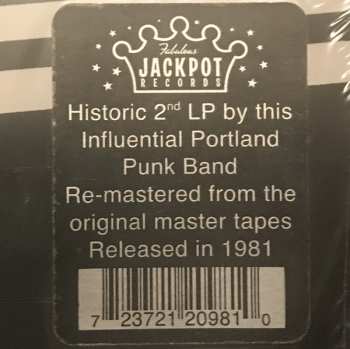 Fabulous
JACKPOT
RECORDS
Historic 2nd LP by this
Influential Portland
Punk Band
Re-mastered from the
original master tapes
Released in 1981
7 23721 20981 0